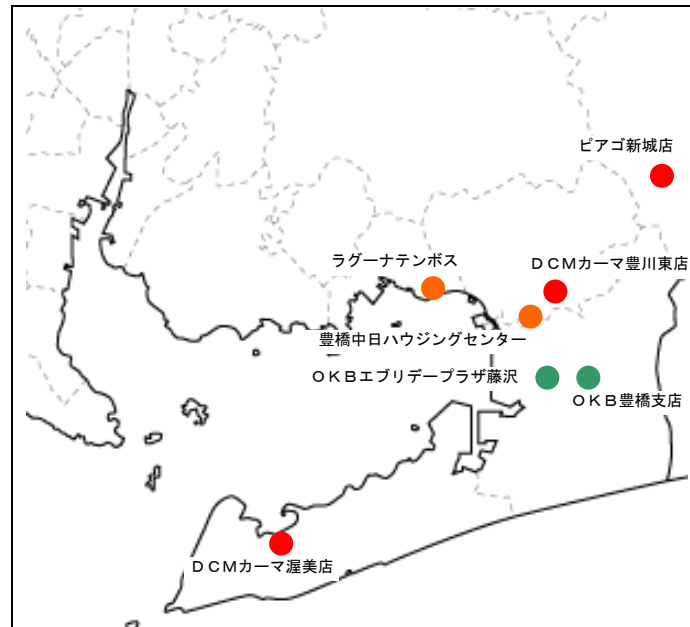 ピアゴ新城店
ラグーナテンボス
ＤＣＭカーマ豊川東店
豊橋中日ハウジングセンター
ＯＫＢエブリデープラザ藤沢
ＯＫＢ豊橋支店
ＤＣＭカーマ渥美店